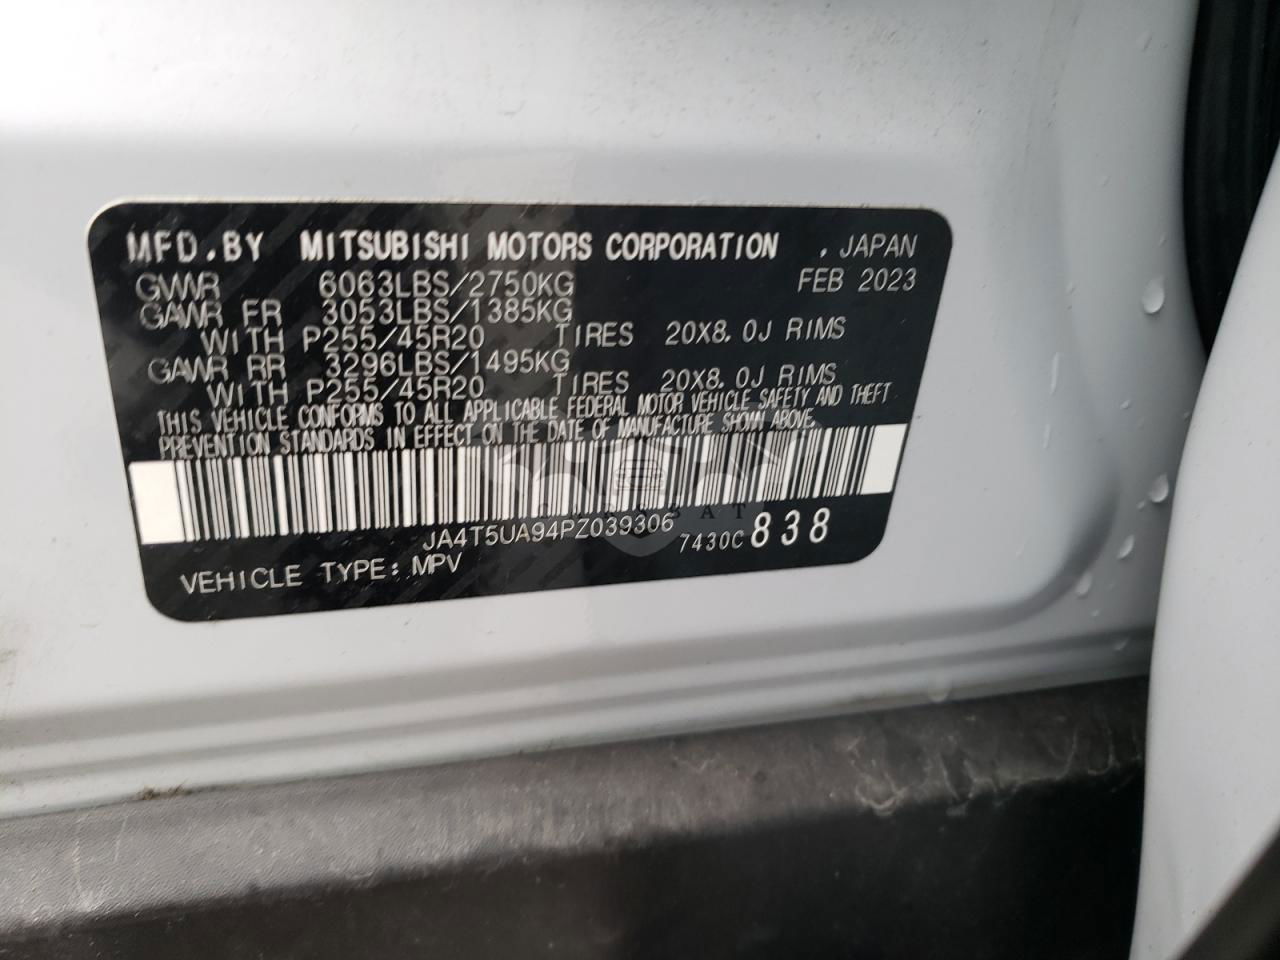 MFD. BY MITSUBISHI MOTORS CORPORATION , JAPAN
GVWR 6063LBS/2750KG FEB 2023
GAWR FR 3053LBS/1385KG
WITH P255/45R20 TIRES 20X8.0J RIMS
GAWR RR 3296LBS/1495KG
WITH P255/45R20 TIRES 20X8.0J RIMS
THIS VEHICLE CONFORMS TO ALL APPLICABLE FEDERAL MOTOR VEHICLE SAFETY AND THEFT
PREVENTION STANDARDS IN EFFECT ON THE DATE OF MANUFACTURE SHOWN ABOVE.
JA4T5UA94PZ039306 7430C 838
VEHICLE TYPE: MPV